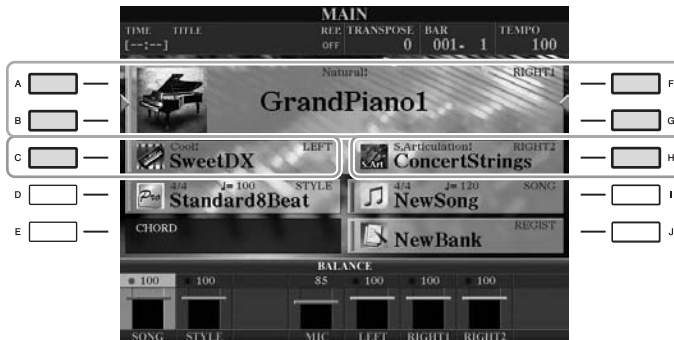 MAIN
TIME TITLE REP. TRANSPOSE BAR TEMPO
[--:--] OFF 0 001- 1 100
A F
Natural! RIGHT1
GrandPiano1
B G
Cool! LEFT S.Articulation! RIGHT2
C SweetDX S.Art ConcertStrings H
4/4 ♩= 100 STYLE 4/4 ♩= 120 SONG
D Pro Standard8Beat NewSong I
CHORD REGIST
E NewBank J
BALANCE
100 100 85 100 100 100
SONG STYLE MIC LEFT RIGHT1 RIGHT2